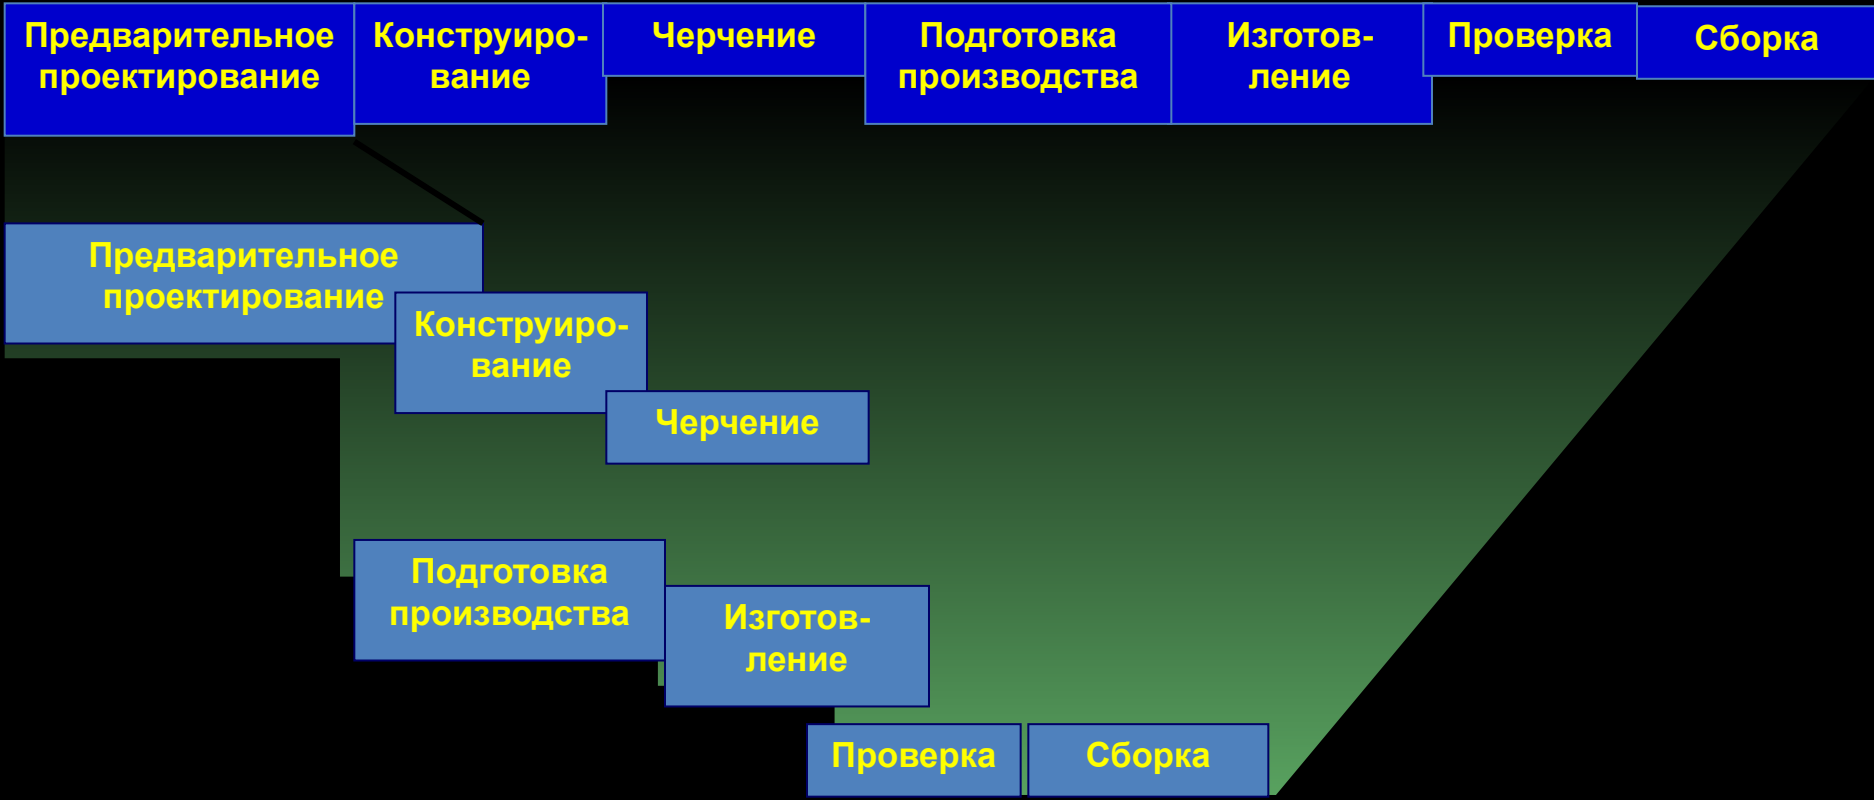 Предварительное
проектирование
Конструиро-
вание
Черчение
Подготовка
производства
Изготов-
ление
Проверка
Сборка
Предварительное
проектирование
Конструиро-
вание
Черчение
Подготовка
производства
Изготов-
ление
Проверка
Сборка